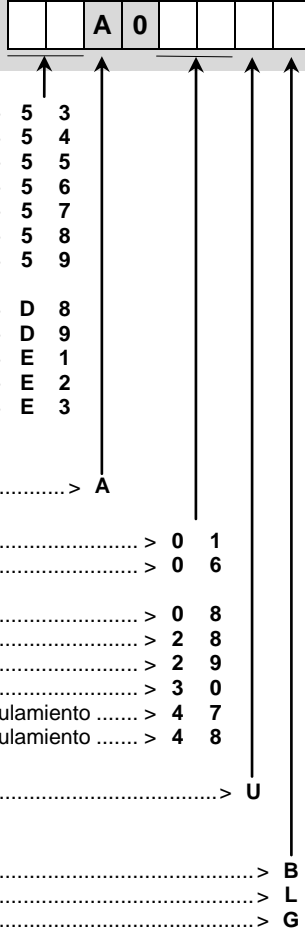 A 0
5 3
5 4
5 5
5 6
5 7
5 8
5 9
D 8
D 9
E 1
E 2
E 3
............> A
........................ > 0 1
........................ > 0 6
........................ > 0 8
........................ > 2 8
........................ > 2 9
........................ > 3 0
ulamiento ....... > 4 7
ulamiento ....... > 4 8
.......................................> U
.............................................> B
.............................................> L
.............................................> G